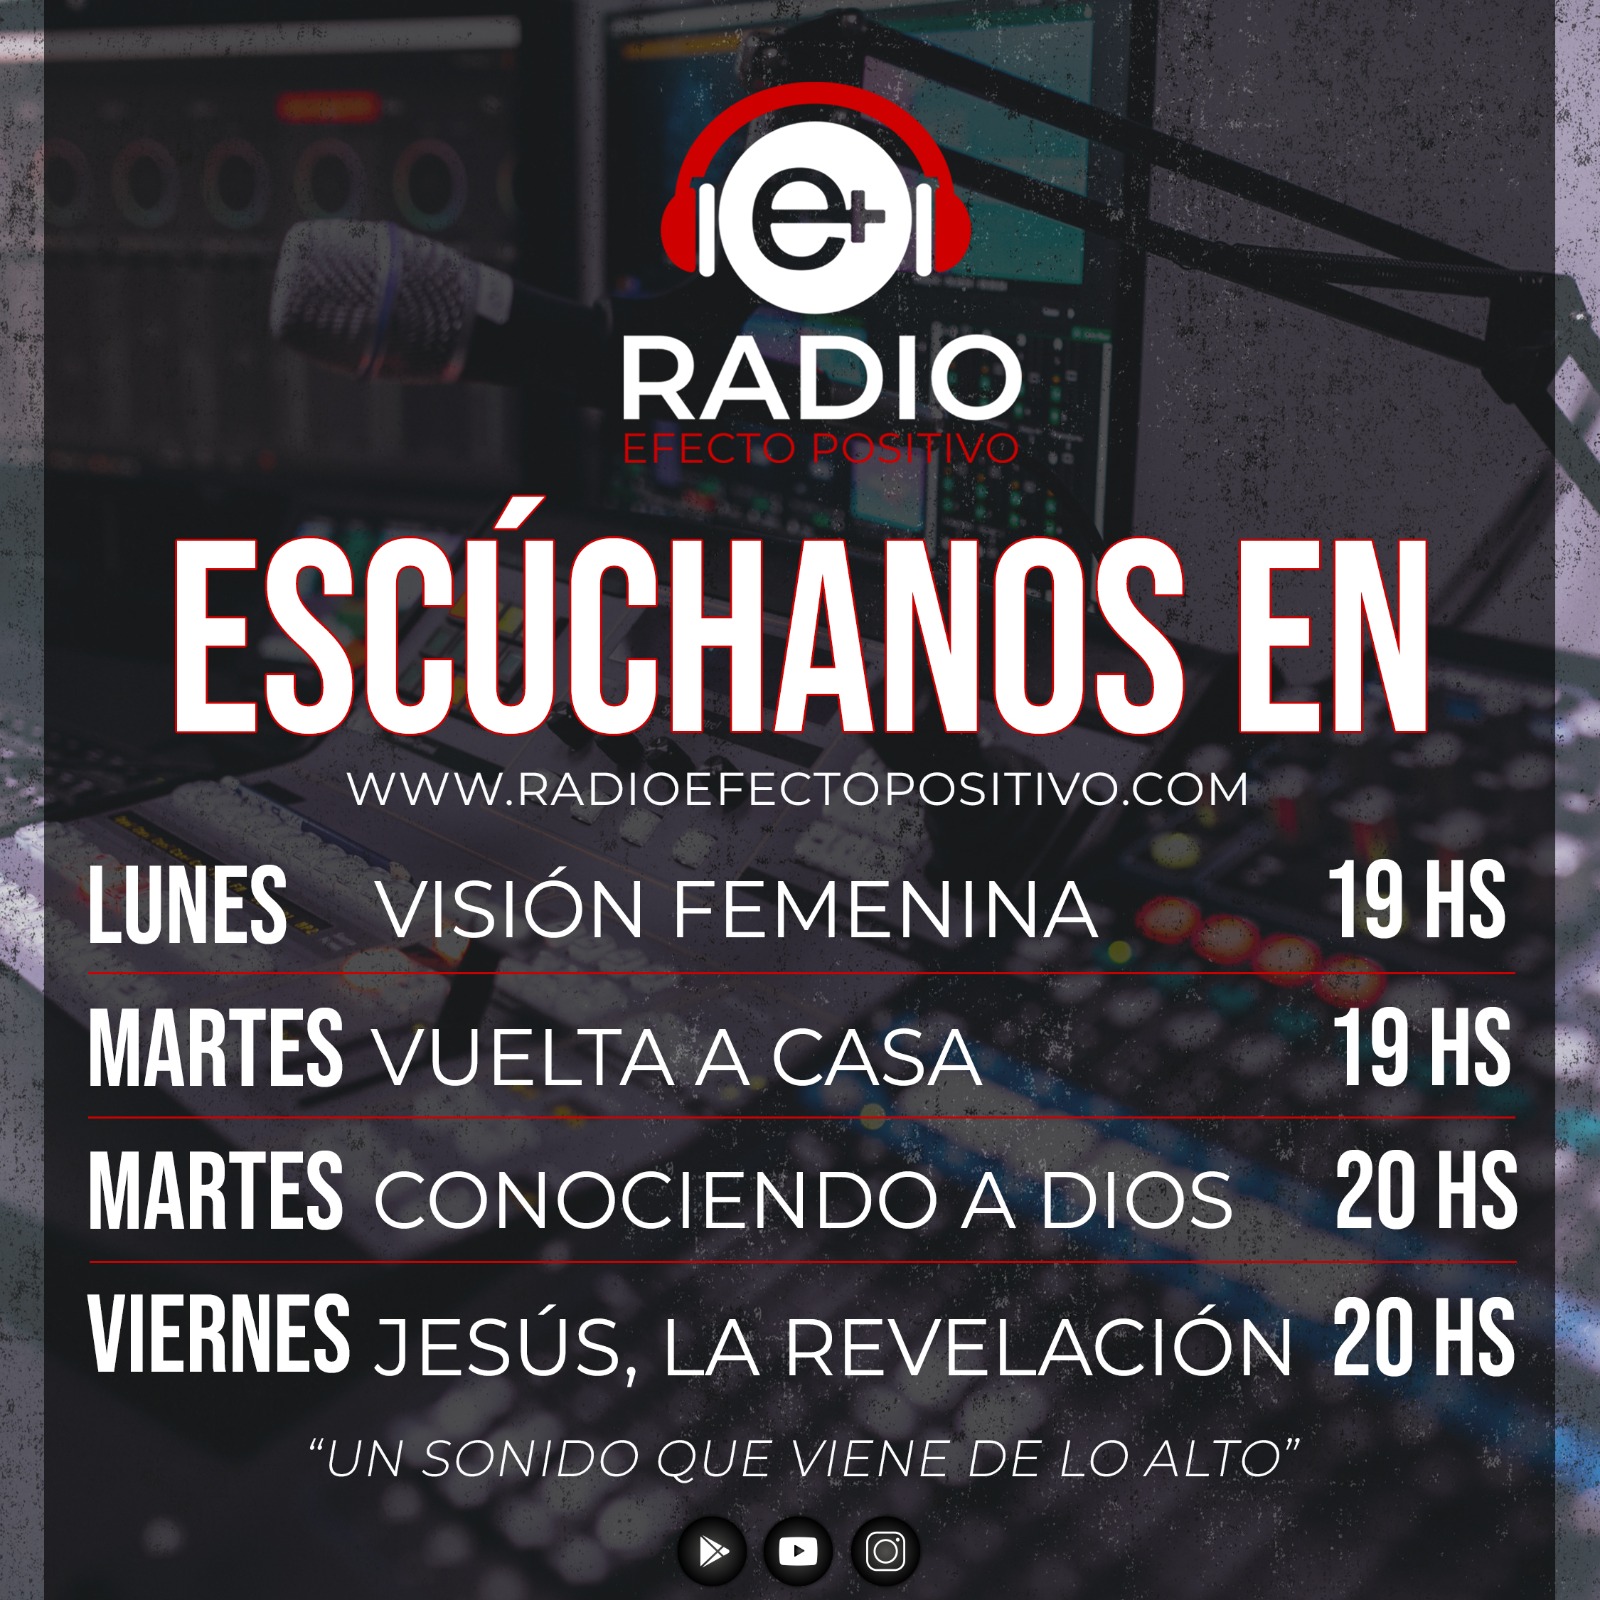 e+
RADIO
EFECTO POSITIVO
ESCÚCHANOS EN
WWW.RADIOEFECTOPOSITIVO.COM
LUNES VISIÓN FEMENINA 19 HS
MARTES VUELTA A CASA 19 HS
MARTES CONOCIENDO A DIOS 20 HS
VIERNES JESÚS, LA REVELACIÓN 20 HS
“UN SONIDO QUE VIENE DE LO ALTO”